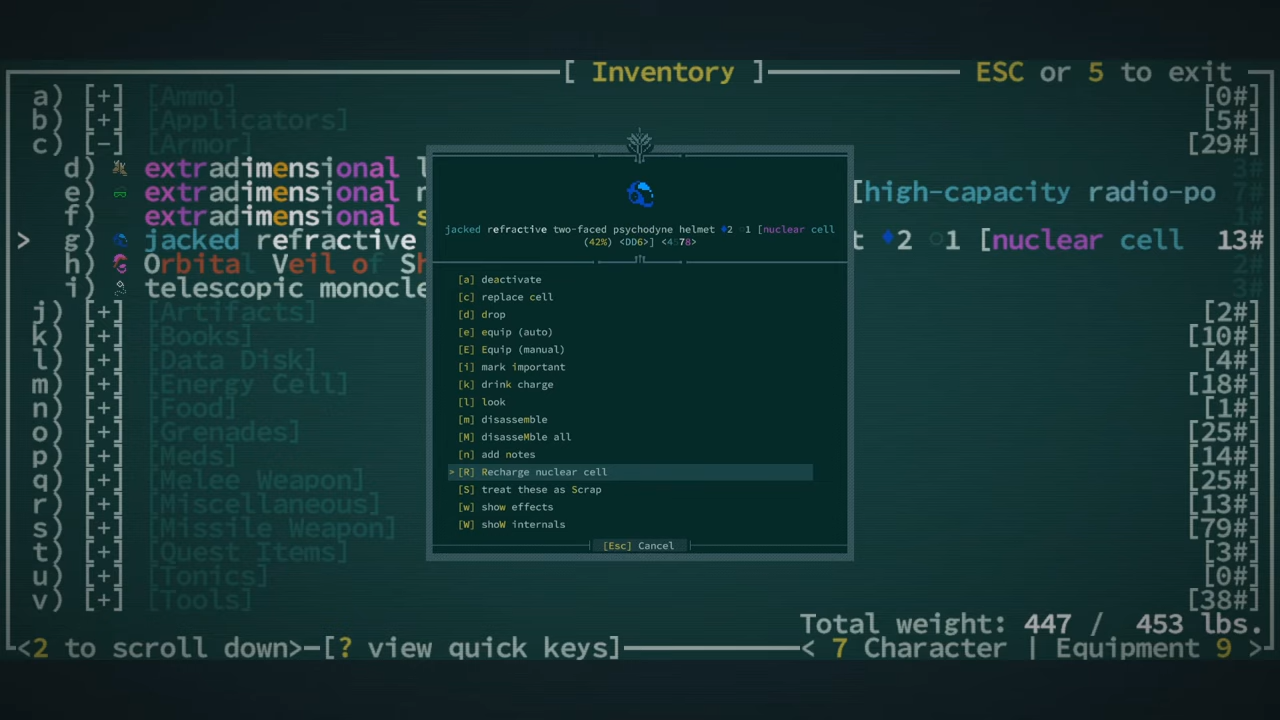 [ Inventory ] ESC or 5 to exit
a) [+] [Ammo] [0#]
b) [+] [Applicators] [5#]
c) [-] [Armor] [29#]
d) extradimensional 3#
e) extradimensional [high-capacity radio-po 7#
f) extradimensional 1#
> g) jacked refractive t ♦2 ○1 [nuclear cell 13#
h) Orbital Veil of Sh 2#
i) telescopic monocle 3#
j) [+] [Artifacts] [2#]
k) [+] [Books] [10#]
l) [+] [Data Disk] [4#]
m) [+] [Energy Cell] [18#]
n) [+] [Food] [1#]
o) [+] [Grenades] [25#]
p) [+] [Meds] [14#]
q) [+] [Melee Weapon] [25#]
r) [+] [Miscellaneous] [13#]
s) [+] [Missile Weapon] [79#]
t) [+] [Quest Items] [3#]
u) [+] [Tonics] [0#]
v) [+] [Tools] [38#]
Total weight: 447 / 453 lbs.
<2 to scroll down> [? view quick keys] < 7 Character | Equipment 9 >
jacked refractive two-faced psychodyne helmet ♦2 ○1 [nuclear cell
(42%) <DD6>] <4578>
[a] deactivate
[c] replace cell
[d] drop
[e] equip (auto)
[E] Equip (manual)
[i] mark important
[k] drink charge
[l] look
[m] disassemble
[M] disasseMble all
[n] add notes
> [R] Recharge nuclear cell
[S] treat these as Scrap
[w] show effects
[W] shoW internals
[Esc] Cancel